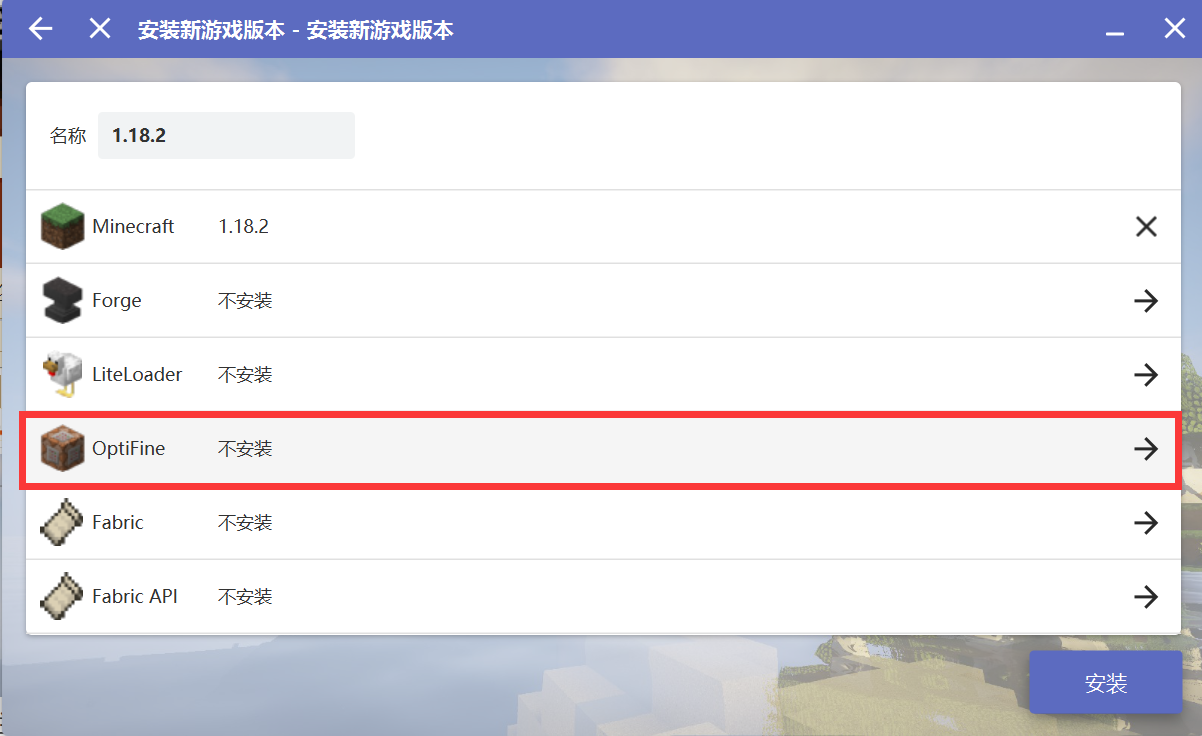 安装新游戏版本 - 安装新游戏版本
名称 1.18.2
Minecraft 1.18.2
Forge 不安装
LiteLoader 不安装
OptiFine 不安装
Fabric 不安装
Fabric API 不安装
安装